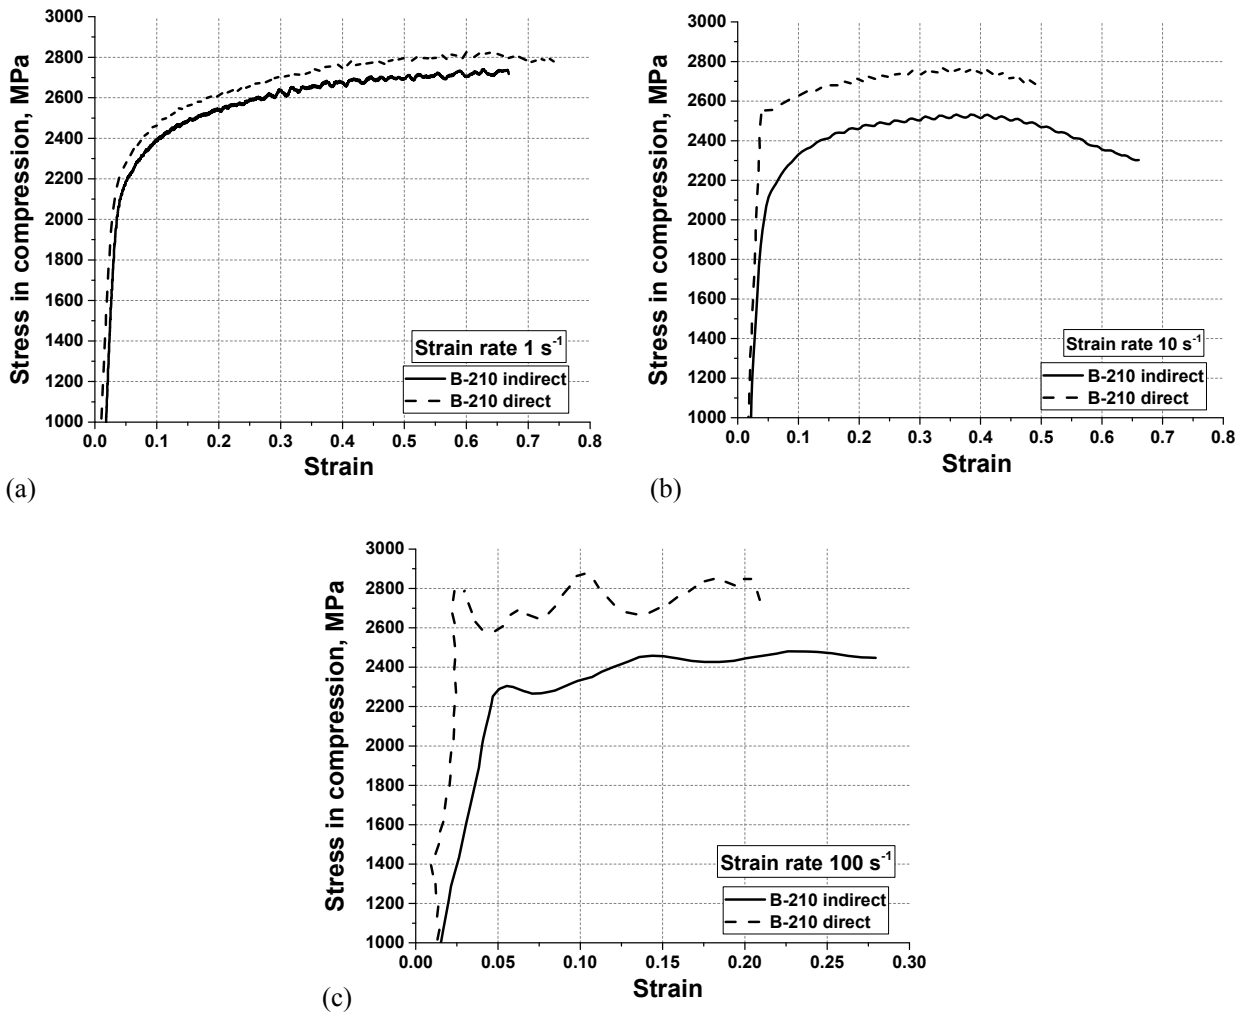 (a)
Stress in compression, MPa
3000
2800
2600
2400
2200
2000
1800
1600
1400
1200
1000
0.0 0.1 0.2 0.3 0.4 0.5 0.6 0.7 0.8
Strain
Strain rate 1 s⁻¹
B-210 indirect
B-210 direct
(b)
Stress in compression, MPa
3000
2800
2600
2400
2200
2000
1800
1600
1400
1200
1000
0.0 0.1 0.2 0.3 0.4 0.5 0.6 0.7 0.8
Strain
Strain rate 10 s⁻¹
B-210 indirect
B-210 direct
(c)
Stress in compression, MPa
3000
2800
2600
2400
2200
2000
1800
1600
1400
1200
1000
0.00 0.05 0.10 0.15 0.20 0.25 0.30
Strain
Strain rate 100 s⁻¹
B-210 indirect
B-210 direct